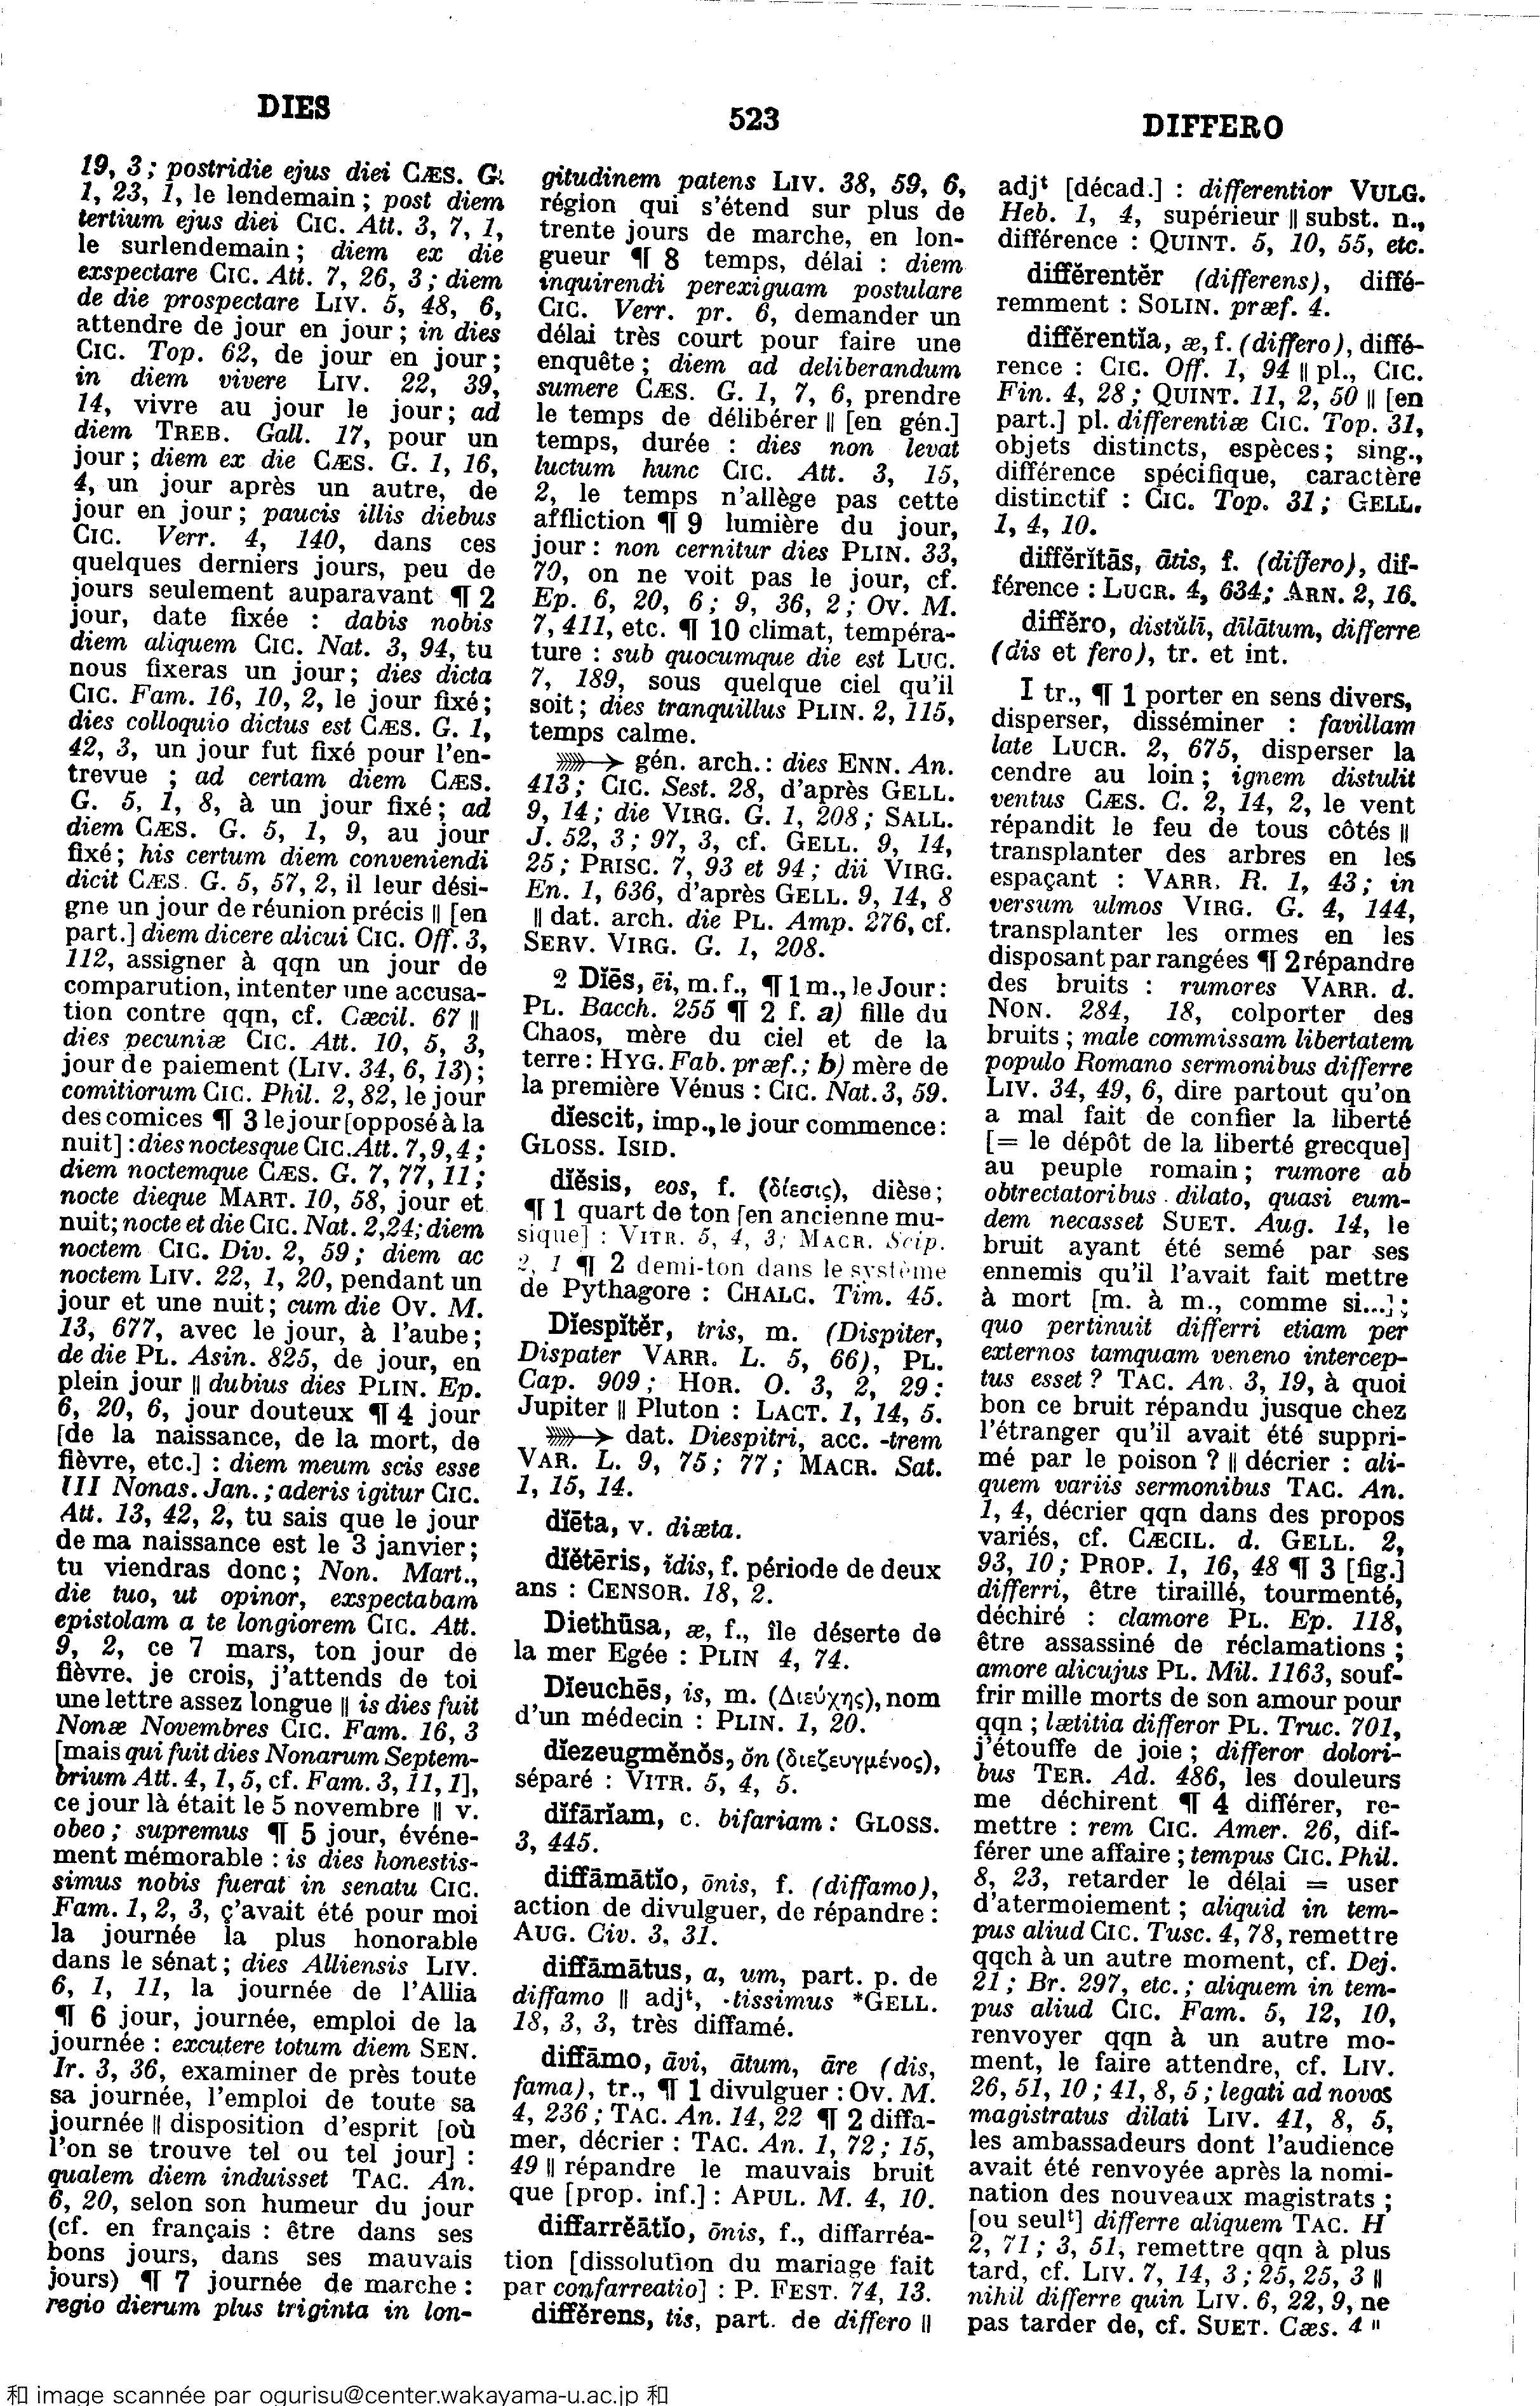 DIES
523
DIFFERO
19, 3 ; postridie ejus diei CÆS. G.
1, 23, 1, le lendemain ; post diem
tertium ejus diei CIC. Att. 3, 7, 1,
le surlendemain ; diem ex die
exspectare CIC. Att. 7, 26, 3 ; diem
de die prospectare LIV. 5, 48, 6,
attendre de jour en jour ; in dies
CIC. Top. 62, de jour en jour ;
in diem vivere LIV. 22, 39,
14, vivre au jour le jour ; ad
diem TREB. Gall. 17, pour un
jour ; diem ex die CÆS. G. 1, 16,
4, un jour après un autre, de
jour en jour ; paucis illis diebus
CIC. Verr. 4, 140, dans ces
quelques derniers jours, peu de
jours seulement auparavant ¶ 2
jour, date fixée : dabis nobis
diem aliquem CIC. Nat. 3, 94, tu
nous fixeras un jour ; dies dicta
CIC. Fam. 16, 10, 2, le jour fixé ;
dies colloquio dictus est CÆS. G. 1,
42, 3, un jour fut fixé pour l'en-
trevue ; ad certam diem CÆS.
G. 5, 1, 8, à un jour fixé ; ad
diem CÆS. G. 5, 1, 9, au jour
fixé ; his certum diem conveniendi
dicit CÆS. G. 5, 57, 2, il leur dési-
gne un jour de réunion précis || [en
part.] diem dicere alicui CIC. Off. 3,
112, assigner à qqn un jour de
comparution, intenter une accusa-
tion contre qqn, cf. Cæcil. 67 ||
dies pecuniæ CIC. Att. 10, 5, 3,
jour de paiement (LIV. 34, 6, 13) ;
comitiorum CIC. Phil. 2, 82, le jour
des comices ¶ 3 le jour [opposé à la
nuit] : dies noctesque CIC. Att. 7, 9, 4 ;
diem noctemque CÆS. G. 7, 77, 11 ;
nocte dieque MART. 10, 58, jour et
nuit ; nocte et die CIC. Nat. 2, 24 ; diem
noctem CIC. Div. 2, 59 ; diem ac
noctem LIV. 22, 1, 20, pendant un
jour et une nuit ; cum die OV. M.
13, 677, avec le jour, à l'aube ;
de die PL. Asin. 825, de jour, en
plein jour || dubius dies PLIN. Ep.
6, 20, 6, jour douteux ¶ 4 jour
[de la naissance, de la mort, de
fièvre, etc.] : diem meum scis esse
III Nonas. Jan. ; aderis igitur CIC.
Att. 13, 42, 2, tu sais que le jour
de ma naissance est le 3 janvier ;
tu viendras donc ; Non. Mart.,
die tuo, ut opinor, exspectabam
epistolam a te longiorem CIC. Att.
9, 2, ce 7 mars, ton jour de
fièvre, je crois, j'attends de toi
une lettre assez longue || is dies fuit
Nonæ Novembres CIC. Fam. 16, 3
[mais qui fuit dies Nonarum Septem-
brium Att. 4, 1, 5, cf. Fam. 3, 11, 1],
ce jour là était le 5 novembre || v.
obeo ; supremus ¶ 5 jour, événe-
ment mémorable : is dies honestis-
simus nobis fuerat in senatu CIC.
Fam. 1, 2, 3, ç'avait été pour moi
la journée la plus honorable
dans le sénat ; dies Alliensis LIV.
6, 1, 11, la journée de l'Allia
¶ 6 jour, journée, emploi de la
journée : excutere totum diem SEN.
Ir. 3, 36, examiner de près toute
sa journée, l'emploi de toute sa
journée || disposition d'esprit [où
l'on se trouve tel ou tel jour] :
qualem diem induisset TAC. An.
6, 20, selon son humeur du jour
(cf. en français : être dans ses
bons jours, dans ses mauvais
jours) ¶ 7 journée de marche :
regio dierum plus triginta in lon-
gitudinem patens LIV. 38, 59, 6,
région qui s'étend sur plus de
trente jours de marche, en lon-
gueur ¶ 8 temps, délai : diem
inquirendi perexiguam postulare
CIC. Verr. pr. 6, demander un
délai très court pour faire une
enquête ; diem ad deliberandum
sumere CÆS. G. 1, 7, 6, prendre
le temps de délibérer || [en gén.]
temps, durée : dies non levat
luctum hunc CIC. Att. 3, 15,
2, le temps n'allège pas cette
affliction ¶ 9 lumière du jour,
jour : non cernitur dies PLIN. 33,
70, on ne voit pas le jour, cf.
Ep. 6, 20, 6 ; 9, 36, 2 ; OV. M.
7, 411, etc. ¶ 10 climat, tempéra-
ture : sub quocumque die est LUC.
7, 189, sous quelque ciel qu'il
soit ; dies tranquillus PLIN. 2, 115,
temps calme.
gén. arch. : dies ENN. An.
413 ; CIC. Sest. 28, d'après GELL.
9, 14 ; die VIRG. G. 1, 208 ; SALL.
J. 52, 3 ; 97, 3, cf. GELL. 9, 14,
25 ; PRISC. 7, 93 et 94 ; dii VIRG.
En. 1, 636, d'après GELL. 9, 14, 8
|| dat. arch. die PL. Amp. 276, cf.
SERV. VIRG. G. 1, 208.
2 Dĭēs, ēi, m. f., ¶ 1 m., le Jour :
PL. Bacch. 255 ¶ 2 f. a) fille du
Chaos, mère du ciel et de la
terre : HYG. Fab. præf. ; b) mère de
la première Vénus : CIC. Nat. 3, 59.
dĭescit, imp., le jour commence :
GLOSS. ISID.
dĭĕsis, eos, f. (δίεσις), dièse ;
¶ 1 quart de ton [en ancienne mu-
sique] : VITR. 5, 4, 3 ; MACR. Scip.
2, 1 ¶ 2 demi-ton dans le système
de Pythagore : CHALC. Tim. 45.
Dĭespĭtĕr, tris, m. (Dispiter,
Dispater VARR. L. 5, 66), PL.
Cap. 909 ; HOR. O. 3, 2, 29 :
Jupiter || Pluton : LACT. 1, 14, 5.
dat. Diespitri, acc. -trem
VAR. L. 9, 75 ; 77 ; MACR. Sat.
1, 15, 14.
dĭēta, v. diæta.
dĭĕtēris, ĭdis, f. période de deux
ans : CENSOR. 18, 2.
Diethūsa, æ, f., île déserte de
la mer Egée : PLIN 4, 74.
Dĭeuchēs, is, m. (Διεύχης), nom
d'un médecin : PLIN. 1, 20.
dĭezeugmĕnŏs, ŏn (διεζευγμένος),
séparé : VITR. 5, 4, 5.
dĭfārĭam, c. bifariam : GLOSS.
3, 445.
diffāmātĭo, ōnis, f. (diffamo),
action de divulguer, de répandre :
AUG. Civ. 3, 31.
diffāmātus, a, um, part. p. de
diffamo || adjᵗ, -tissimus *GELL.
18, 3, 3, très diffamé.
diffāmo, āvi, ātum, āre (dis,
fama), tr., ¶ 1 divulguer : OV. M.
4, 236 ; TAC. An. 14, 22 ¶ 2 diffa-
mer, décrier : TAC. An. 1, 72 ; 15,
49 || répandre le mauvais bruit
que [prop. inf.] : APUL. M. 4, 10.
diffarrĕātĭo, ōnis, f., diffarréa-
tion [dissolution du mariage fait
par confarreatio] : P. FEST. 74, 13.
diffĕrens, tis, part. de differo ||
adjᵗ [décad.] : differentior VULG.
Heb. 1, 4, supérieur || subst. n.,
différence : QUINT. 5, 10, 55, etc.
diffĕrentĕr (differens), diffé-
remment : SOLIN. præf. 4.
diffĕrentĭa, æ, f. (differo), diffé-
rence : CIC. Off. 1, 94 || pl., CIC.
Fin. 4, 28 ; QUINT. 11, 2, 50 || [en
part.] pl. differentiæ CIC. Top. 31,
objets distincts, espèces ; sing.,
différence spécifique, caractère
distinctif : CIC. Top. 31 ; GELL.
1, 4, 10.
diffĕrĭtās, ātis, f. (differo), dif-
férence : LUCR. 4, 634 ; ARN. 2, 16.
diffĕro, distŭlī, dīlātum, differre
(dis et fero), tr. et int.
I tr., ¶ 1 porter en sens divers,
disperser, disséminer : favillam
late LUCR. 2, 675, disperser la
cendre au loin ; ignem distulit
ventus CÆS. C. 2, 14, 2, le vent
répandit le feu de tous côtés ||
transplanter des arbres en les
espaçant : VARR. R. 1, 43 ; in
versum ulmos VIRG. G. 4, 144,
transplanter les ormes en les
disposant par rangées ¶ 2 répandre
des bruits : rumores VARR. d.
NON. 284, 18, colporter des
bruits ; male commissam libertatem
populo Romano sermonibus differre
LIV. 34, 49, 6, dire partout qu'on
a mal fait de confier la liberté
[= le dépôt de la liberté grecque]
au peuple romain ; rumore ab
obtrectatoribus dilato, quasi eum-
dem necasset SUET. Aug. 14, le
bruit ayant été semé par ses
ennemis qu'il l'avait fait mettre
à mort [m. à m., comme si...] ;
quo pertinuit differri etiam per
externos tamquam veneno intercep-
tus esset ? TAC. An. 3, 19, à quoi
bon ce bruit répandu jusque chez
l'étranger qu'il avait été suppri-
mé par le poison ? || décrier : ali-
quem variis sermonibus TAC. An.
1, 4, décrier qqn dans des propos
variés, cf. CÆCIL. d. GELL. 2,
93, 10 ; PROP. 1, 16, 48 ¶ 3 [fig.]
differri, être tiraillé, tourmenté,
déchiré : clamore PL. Ep. 118,
être assassiné de réclamations ;
amore alicujus PL. Mil. 1163, souf-
frir mille morts de son amour pour
qqn ; lætitia differor PL. Truc. 701,
j'étouffe de joie ; differor dolori-
bus TER. Ad. 486, les douleurs
me déchirent ¶ 4 différer, re-
mettre : rem CIC. Amer. 26, dif-
férer une affaire ; tempus CIC. Phil.
8, 23, retarder le délai = user
d'atermoiement ; aliquid in tem-
pus aliud CIC. Tusc. 4, 78, remettre
qqch à un autre moment, cf. Dej.
21 ; Br. 297, etc. ; aliquem in tem-
pus aliud CIC. Fam. 5, 12, 10,
renvoyer qqn à un autre mo-
ment, le faire attendre, cf. LIV.
26, 51, 10 ; 41, 8, 5 ; legati ad novos
magistratus dilati LIV. 41, 8, 5,
les ambassadeurs dont l'audience
avait été renvoyée après la nomi-
nation des nouveaux magistrats ;
[ou seulᵗ] differre aliquem TAC. H
2, 71 ; 3, 51, remettre qqn à plus
tard, cf. LIV. 7, 14, 3 ; 25, 25, 3 ||
nihil differre quin LIV. 6, 22, 9, ne
pas tarder de, cf. SUET. Cæs. 4 ||
和 image scannée par ogurisu@center.wakayama-u.ac.jp 和